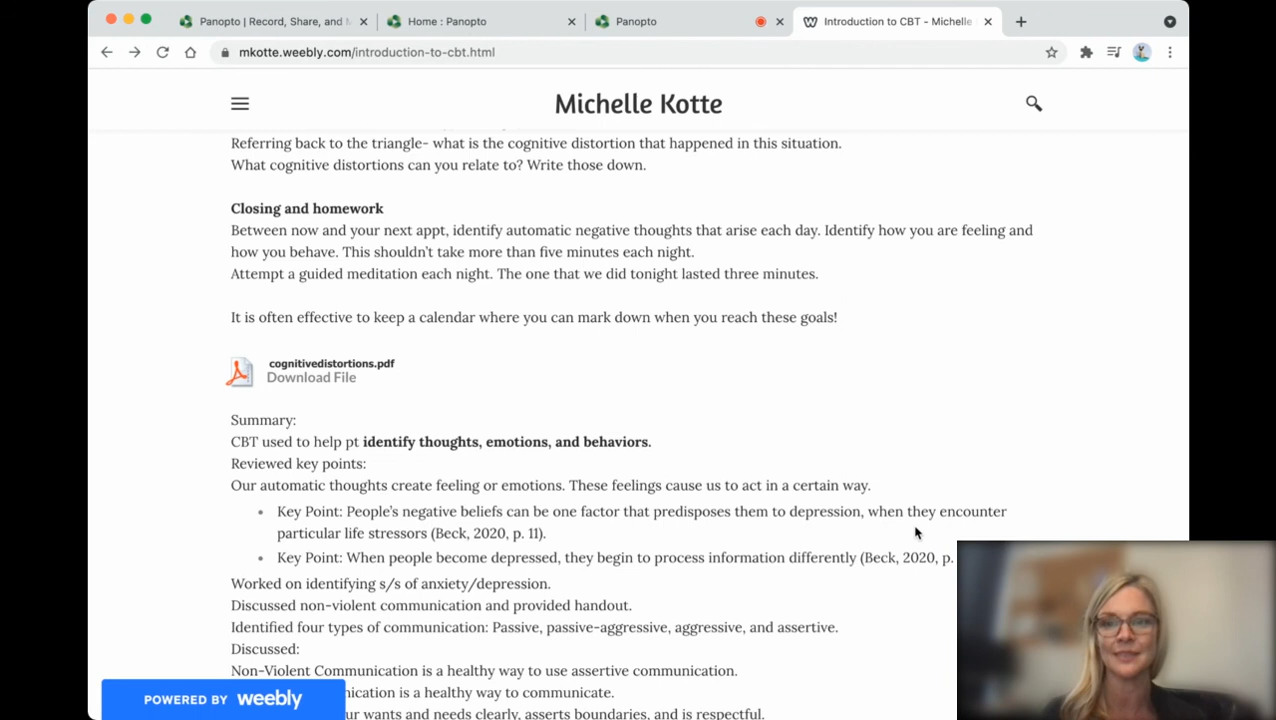 Panopto | Record, Share, and
Home : Panopto
Panopto
Introduction to CBT - Michelle
mkotte.weebly.com/introduction-to-cbt.html
Michelle Kotte
Referring back to the triangle- what is the cognitive distortion that happened in this situation.
What cognitive distortions can you relate to? Write those down.
Closing and homework
Between now and your next appt, identify automatic negative thoughts that arise each day. Identify how you are feeling and
how you behave. This shouldn't take more than five minutes each night.
Attempt a guided meditation each night. The one that we did tonight lasted three minutes.
It is often effective to keep a calendar where you can mark down when you reach these goals!
cognitivedistortions.pdf
Download File
Summary:
CBT used to help pt identify thoughts, emotions, and behaviors.
Reviewed key points:
Our automatic thoughts create feeling or emotions. These feelings cause us to act in a certain way.
• Key Point: People's negative beliefs can be one factor that predisposes them to depression, when they encounter
particular life stressors (Beck, 2020, p. 11).
• Key Point: When people become depressed, they begin to process information differently (Beck, 2020, p.
Worked on identifying s/s of anxiety/depression.
Discussed non-violent communication and provided handout.
Identified four types of communication: Passive, passive-aggressive, aggressive, and assertive.
Discussed:
Non-Violent Communication is a healthy way to use assertive communication.
is a healthy way to communicate.
wants and needs clearly, asserts boundaries, and is respectful.
POWERED BY weebly